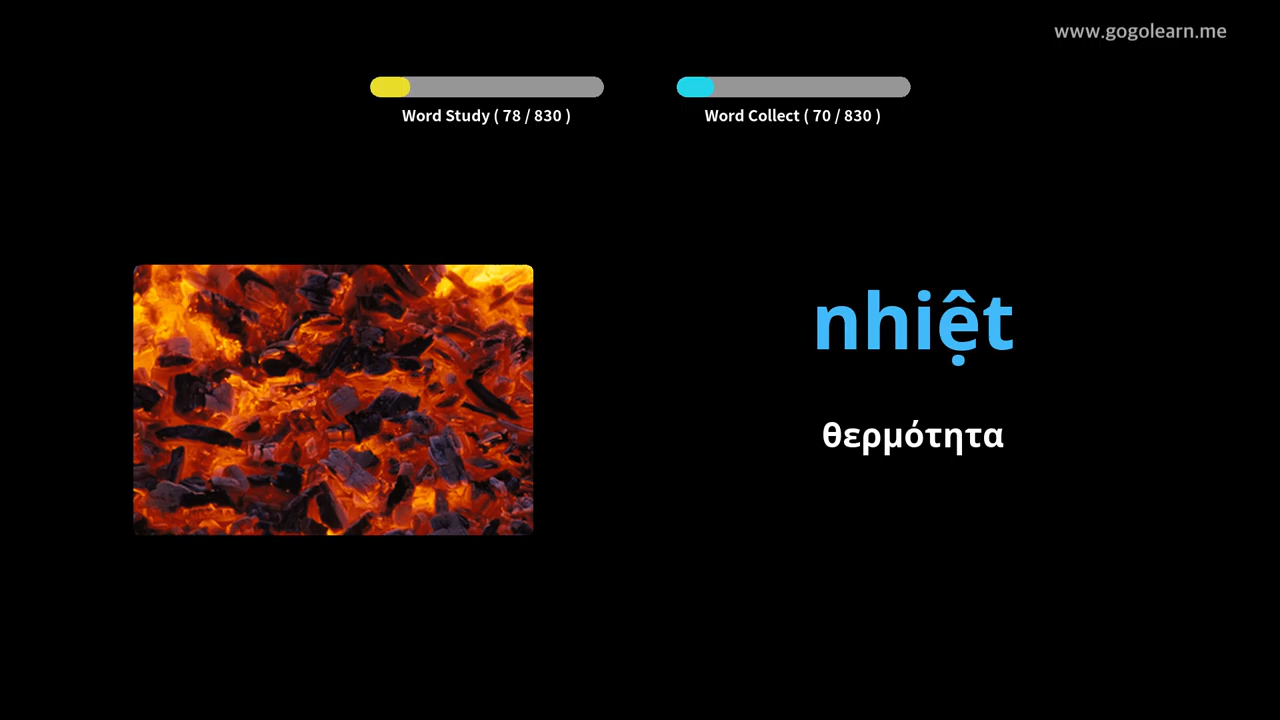 www.gogolearn.me
Word Study ( 78 / 830 )
Word Collect ( 70 / 830 )
nhiệt
θερμότητα